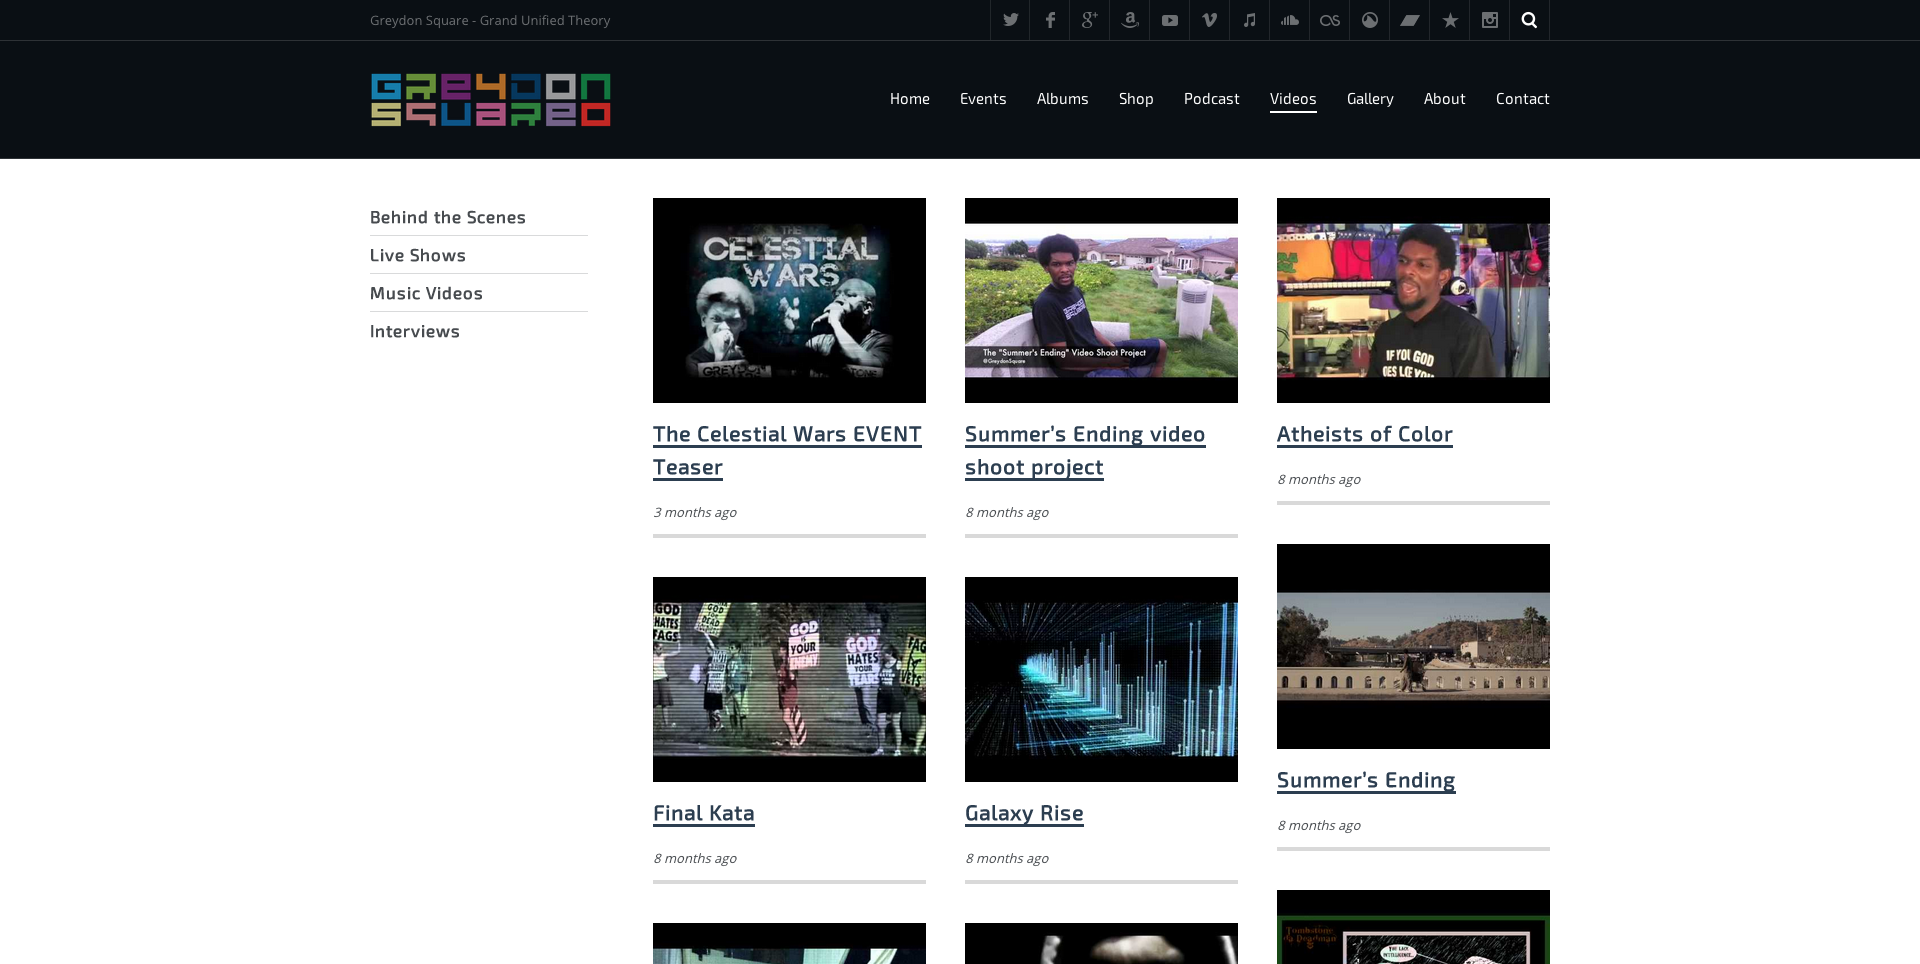 Greydon Square - Grand Unified Theory
GREYDON
SQUARED
Home Events Albums Shop Podcast Videos Gallery About Contact
Behind the Scenes
Live Shows
Music Videos
Interviews
THE
CELESTIAL
WARS
GREYDON
The Celestial Wars EVENT
Teaser
3 months ago
The "Summer's Ending" Video Shoot Project
@GreydonSquare
Summer’s Ending video
shoot project
8 months ago
IF YOU GOD
Atheists of Color
8 months ago
GOD
HATES
FAGS
GOD
IS
YOUR
ENEMY
GOD
HATES
YOUR
TEARS
Final Kata
8 months ago
Galaxy Rise
8 months ago
Summer’s Ending
8 months ago
Tombstone
da Deadman
YOU LACK
INTELLIGENCE...